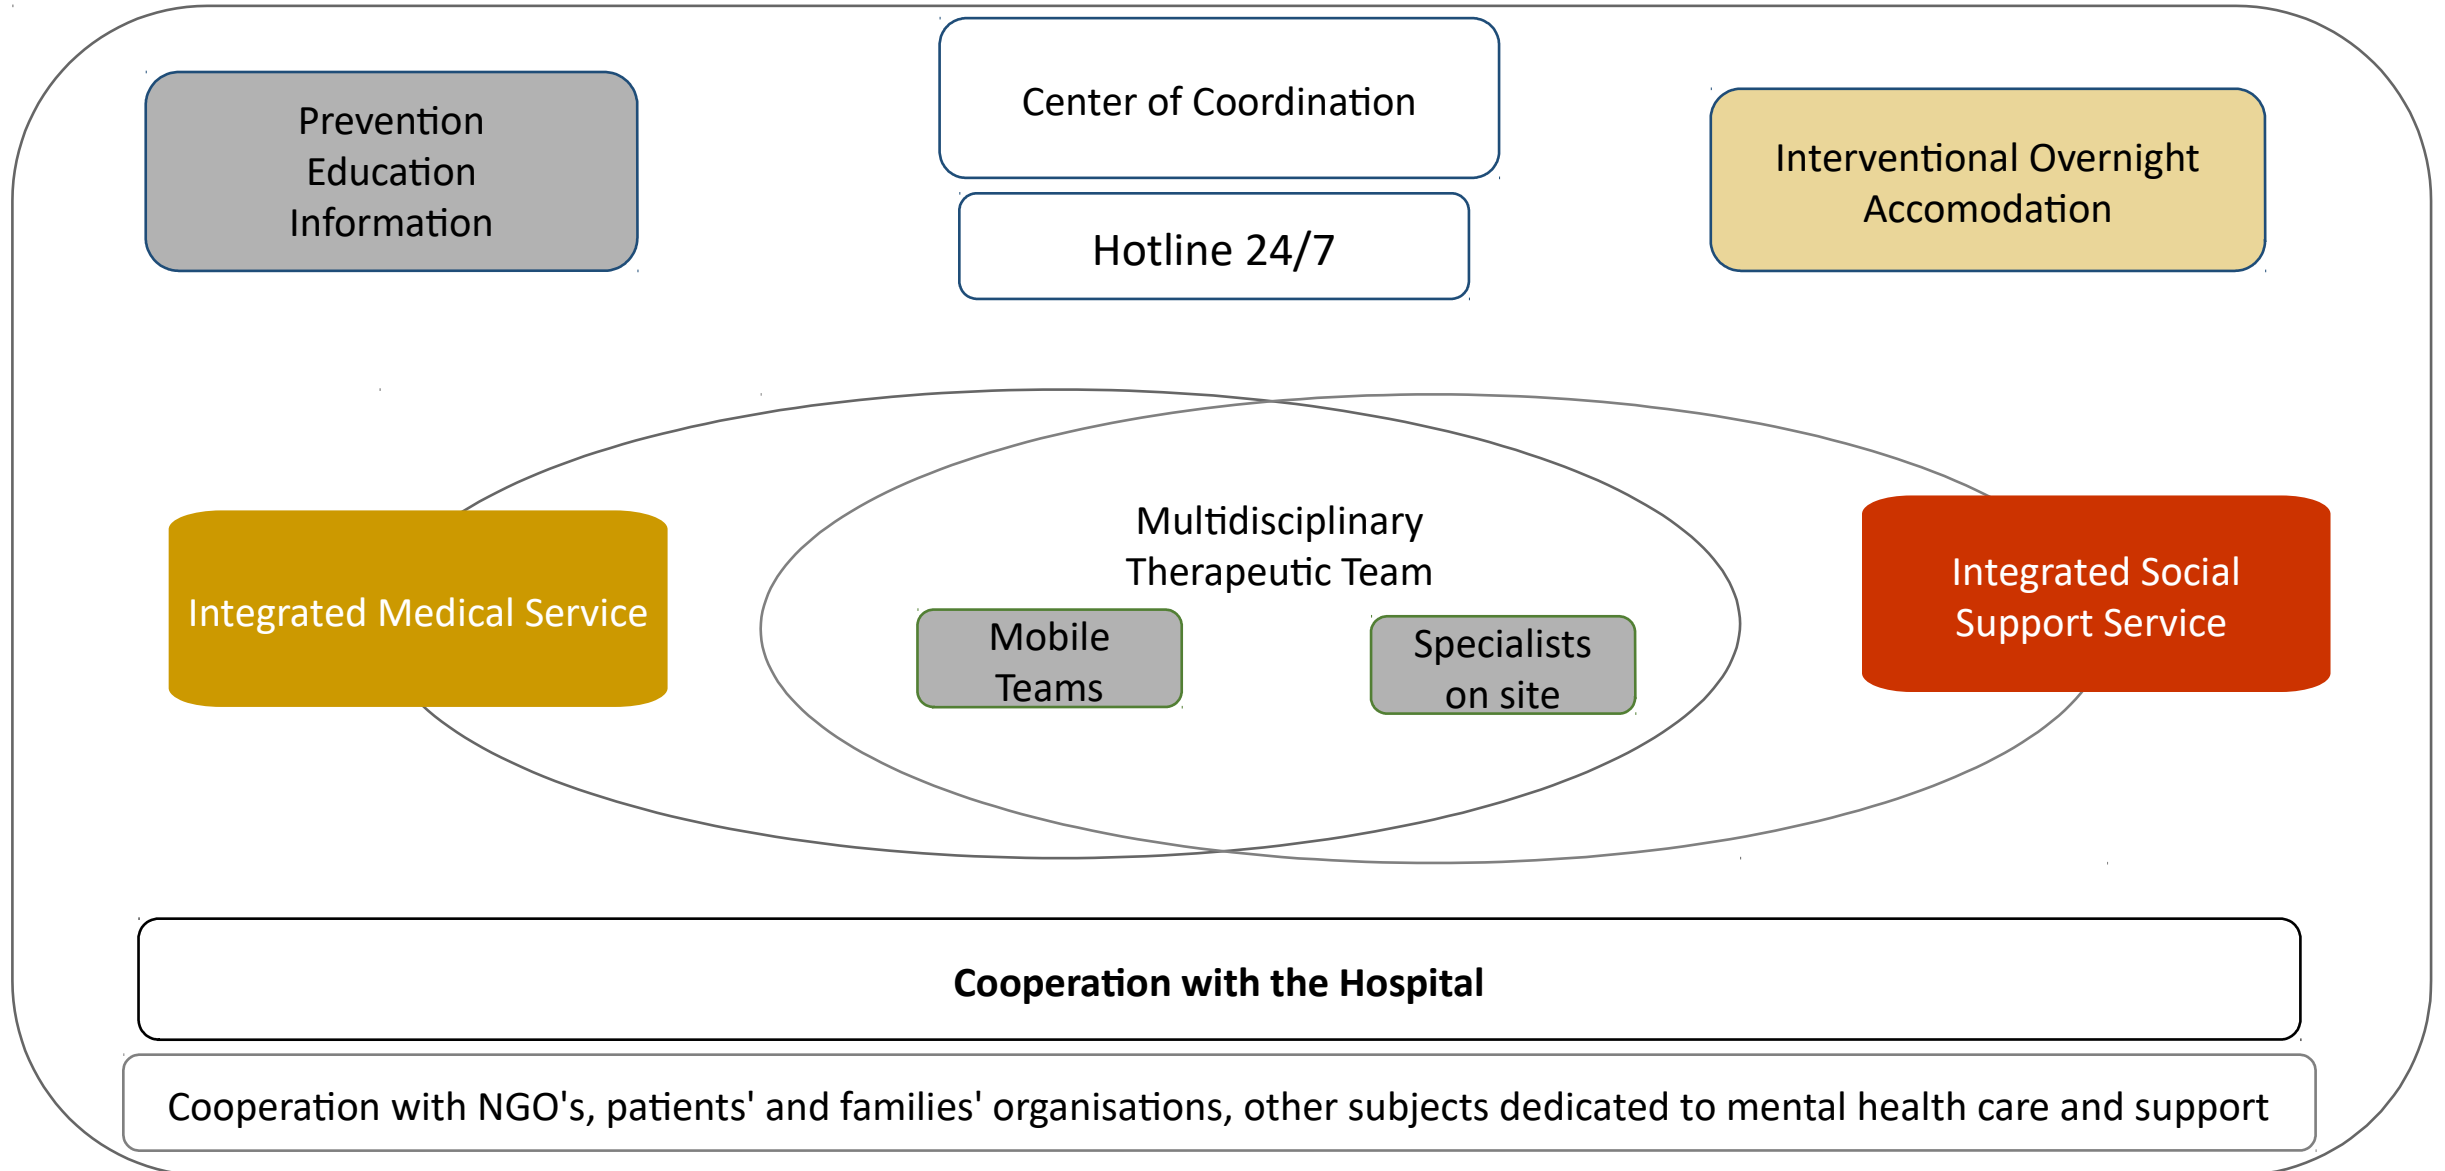 Prevention
Education
Information
Center of Coordination
Hotline 24/7
Interventional Overnight
Accomodation
Integrated Medical Service
Multidisciplinary
Therapeutic Team
Mobile
Teams
Specialists
on site
Integrated Social
Support Service
Cooperation with the Hospital
Cooperation with NGO's, patients' and families' organisations, other subjects dedicated to mental health care and support